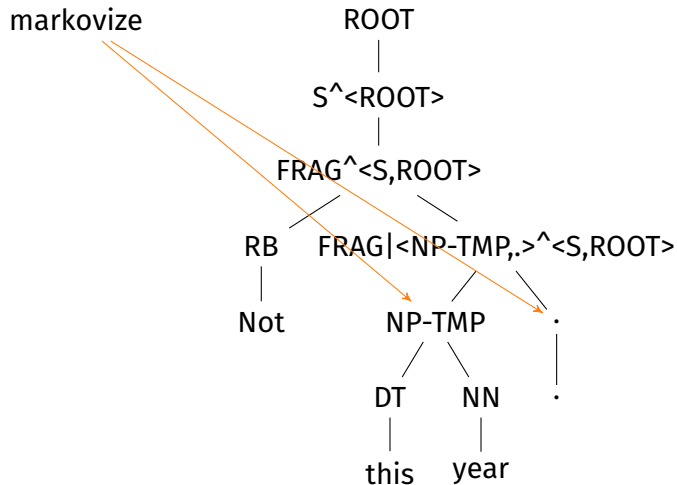 markovize ROOT
S^<ROOT>
FRAG^<S,ROOT>
RB FRAG|<NP-TMP,.>^<S,ROOT>
Not NP-TMP .
DT NN .
this year